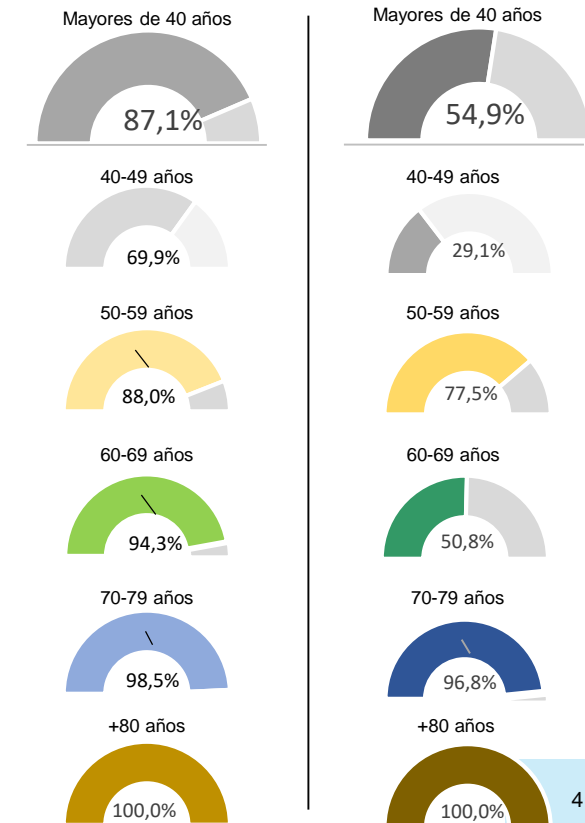 Mayores de 40 años
87,1%
40-49 años
69,9%
50-59 años
88,0%
60-69 años
94,3%
70-79 años
98,5%
+80 años
100,0%
Mayores de 40 años
54,9%
40-49 años
29,1%
50-59 años
77,5%
60-69 años
50,8%
70-79 años
96,8%
+80 años
100,0%
4